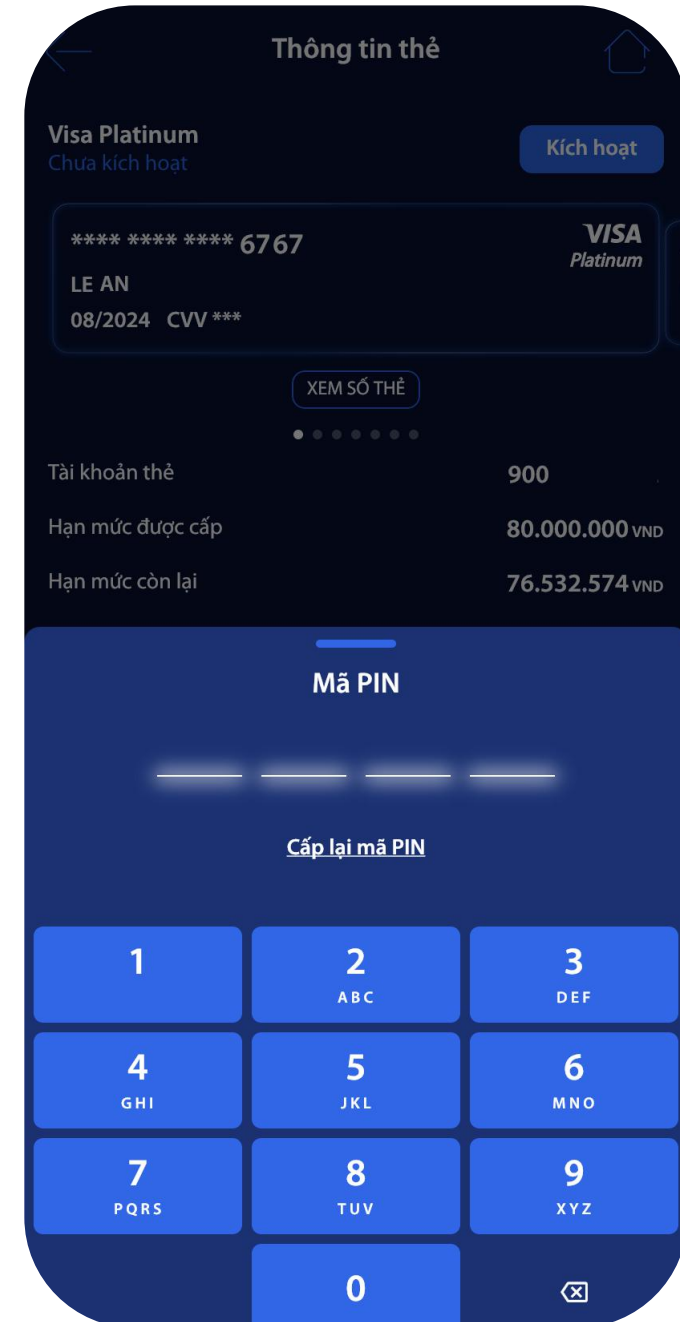 Thông tin thẻ
Visa Platinum
Chưa kích hoạt
Kích hoạt
**** **** **** 6767
VISA
Platinum
LE AN
08/2024 CVV ***
XEM SỐ THẺ
Tài khoản thẻ 900
Hạn mức được cấp 80.000.000 VND
Hạn mức còn lại 76.532.574 VND
Mã PIN
Cấp lại mã PIN
1 2 3
ABC DEF
4 5 6
GHI JKL MNO
7 8 9
PQRS TUV XYZ
0